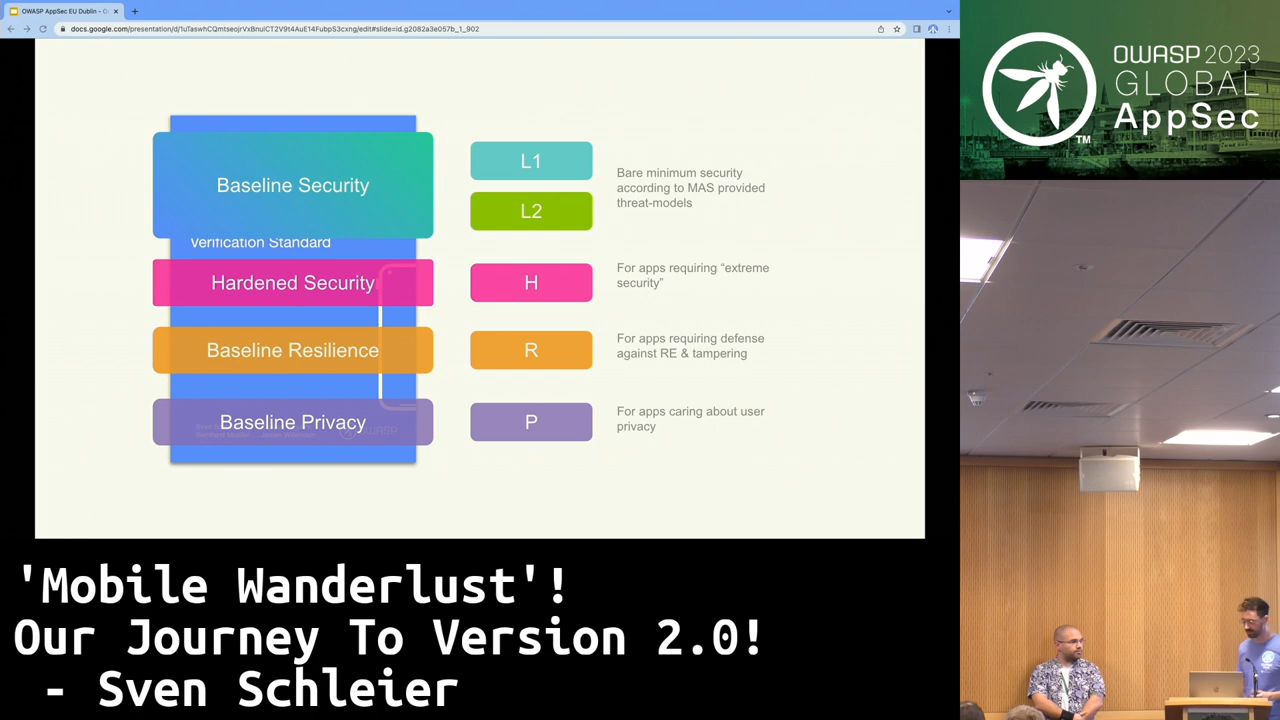 OWASP AppSec EU Dublin - Co
docs.google.com/presentation/d/1uTaswhCQmtseojrVxBnuiCT2V9t4AuE14FubpS3cxng/edit#slide=id.g2082a3e057b_1_902
OWASP 2023
GLOBAL
AppSec
TM
Baseline Security
L1
L2
Bare minimum security
according to MAS provided
threat-models
Verification Standard
Hardened Security
H
For apps requiring “extreme
security”
Baseline Resilience
R
For apps requiring defense
against RE & tampering
Baseline Privacy
P
For apps caring about user
privacy
'Mobile Wanderlust'!
Our Journey To Version 2.0!
- Sven Schleier